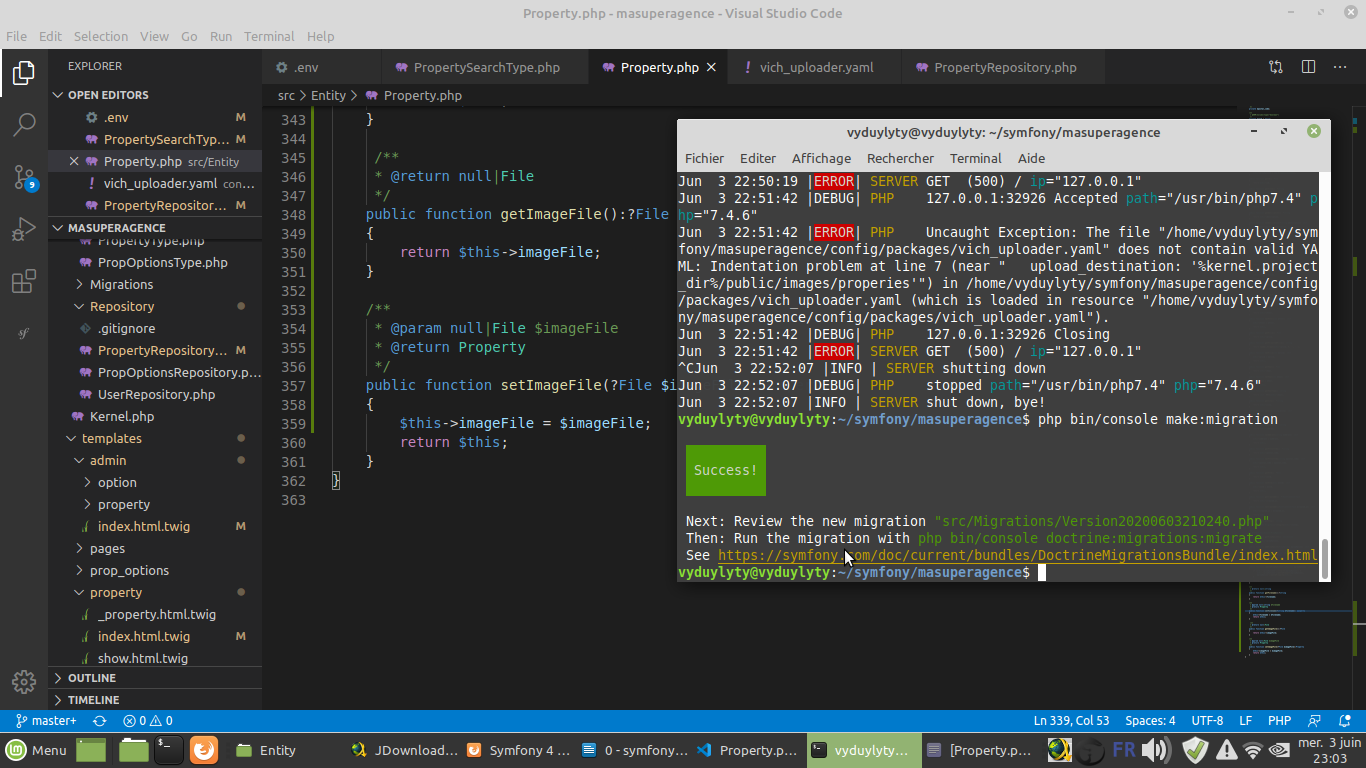 Property.php - masuperagence - Visual Studio Code
File Edit Selection View Go Run Terminal Help
EXPLORER
OPEN EDITORS
.env M
PropertySearchTyp... M
Property.php src/Entity
vich_uploader.yaml con...
PropertyRepositor... M
MASUPERAGENCE
PropertyType.php
PropOptionsType.php
Migrations
Repository
.gitignore
PropertyRepository... M
PropOptionsRepository.p...
UserRepository.php
Kernel.php
templates
admin
option
property
index.html.twig M
pages
prop_options
property
_property.html.twig
index.html.twig M
show.html.twig
OUTLINE
TIMELINE
.env PropertySearchType.php Property.php vich_uploader.yaml PropertyRepository.php
src > Entity > Property.php
343 }
344
345 /**
346 * @return null|File
347 */
348 public function getImageFile():?File
349 {
350 return $this->imageFile;
351 }
352
353 /**
354 * @param null|File $imageFile
355 * @return Property
356 */
357 public function setImageFile(?File $i
358 {
359 $this->imageFile = $imageFile;
360 return $this;
361 }
362 }
363
vyduylyty@vyduylyty: ~/symfony/masuperagence
Fichier Editer Affichage Rechercher Terminal Aide
Jun  3 22:50:19 |ERROR| SERVER GET  (500) / ip="127.0.0.1"
Jun  3 22:51:42 |DEBUG| PHP    127.0.0.1:32926 Accepted path="/usr/bin/php7.4" p
hp="7.4.6"
Jun  3 22:51:42 |ERROR| PHP    Uncaught Exception: The file "/home/vyduylyty/sym
fony/masuperagence/config/packages/vich_uploader.yaml" does not contain valid YA
ML: Indentation problem at line 7 (near "   upload_destination: '%kernel.project
_dir%/public/images/properies'") in /home/vyduylyty/symfony/masuperagence/config
/packages/vich_uploader.yaml (which is loaded in resource "/home/vyduylyty/symfo
ny/masuperagence/config/packages/vich_uploader.yaml").
Jun  3 22:51:42 |DEBUG| PHP    127.0.0.1:32926 Closing
Jun  3 22:51:42 |ERROR| SERVER GET  (500) / ip="127.0.0.1"
^CJun  3 22:52:07 |INFO | SERVER shutting down
Jun  3 22:52:07 |DEBUG| PHP    stopped path="/usr/bin/php7.4" php="7.4.6"
Jun  3 22:52:07 |INFO | SERVER shut down, bye!
vyduylyty@vyduylyty:~/symfony/masuperagence$ php bin/console make:migration
Success!
Next: Review the new migration "src/Migrations/Version20200603210240.php"
Then: Run the migration with php bin/console doctrine:migrations:migrate
See https://symfony.com/doc/current/bundles/DoctrineMigrationsBundle/index.html
vyduylyty@vyduylyty:~/symfony/masuperagence$
9
master+ 0 0 Ln 339, Col 53 Spaces: 4 UTF-8 LF PHP
Menu Entity JDownload... Symfony 4 ... 0 - symfony... Property.p... vyduylyty... [Property.p... FR mer. 3 juin
23:03